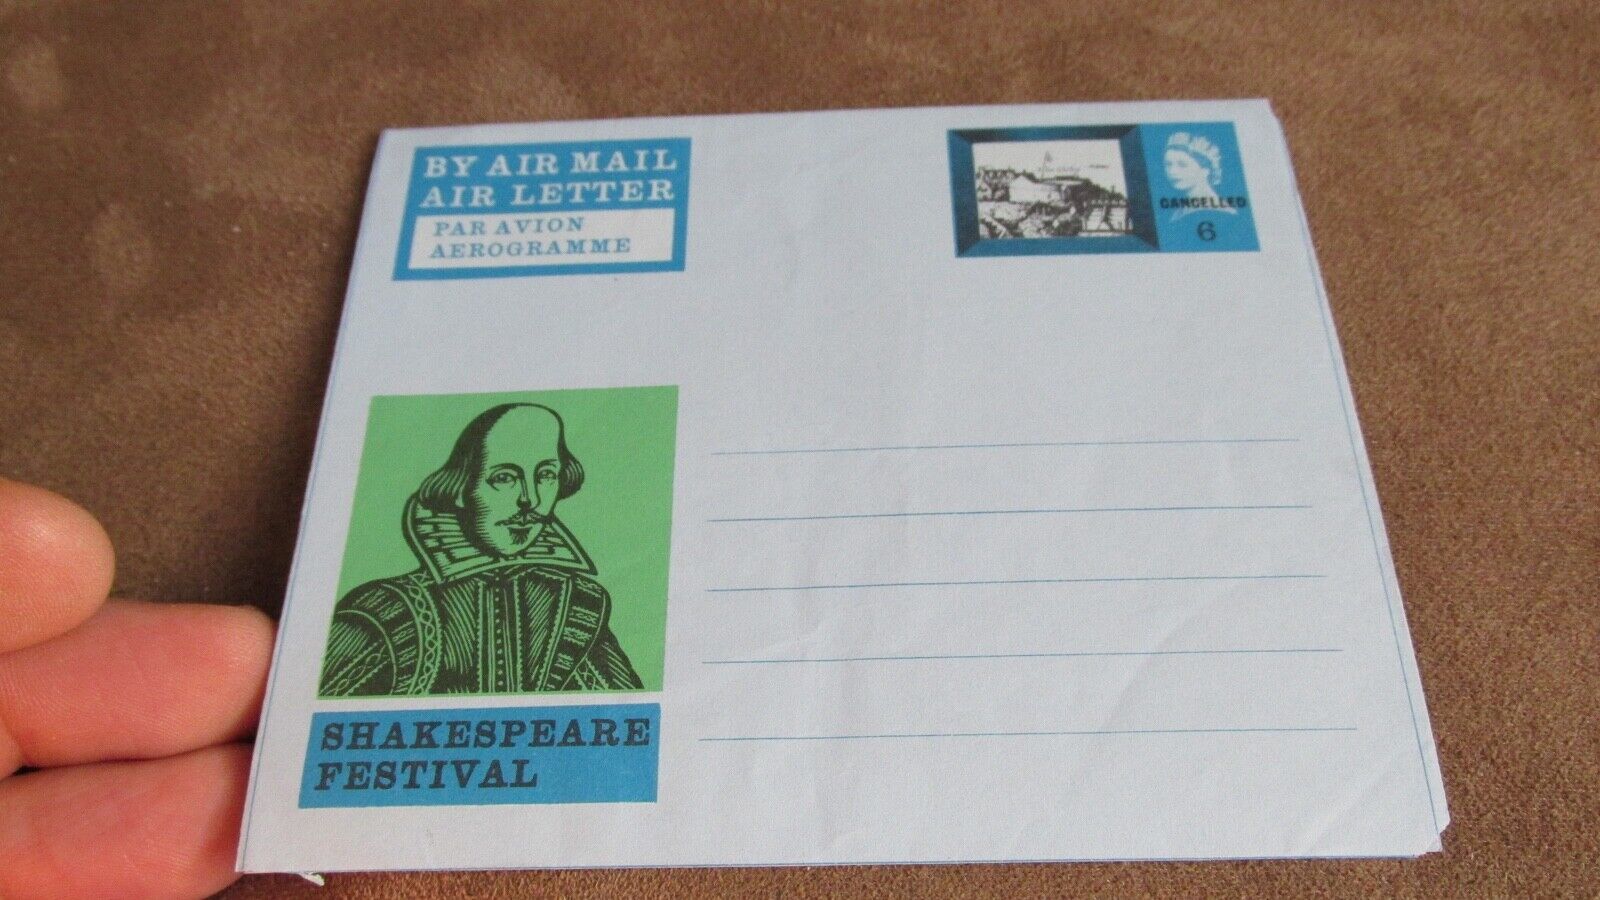 BY AIR MAIL
AIR LETTER
PAR AVION
AEROGRAMME
CANCELLED
6
SHAKESPEARE
FESTIVAL